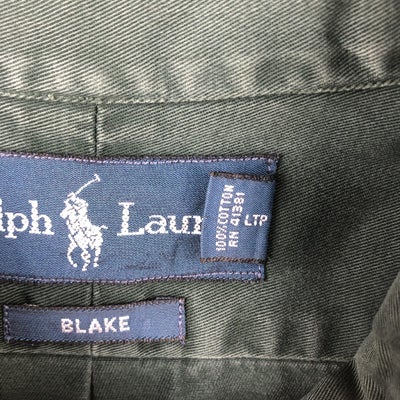 lph Laur
100% COTTON
RN 41381
LTP
BLAKE